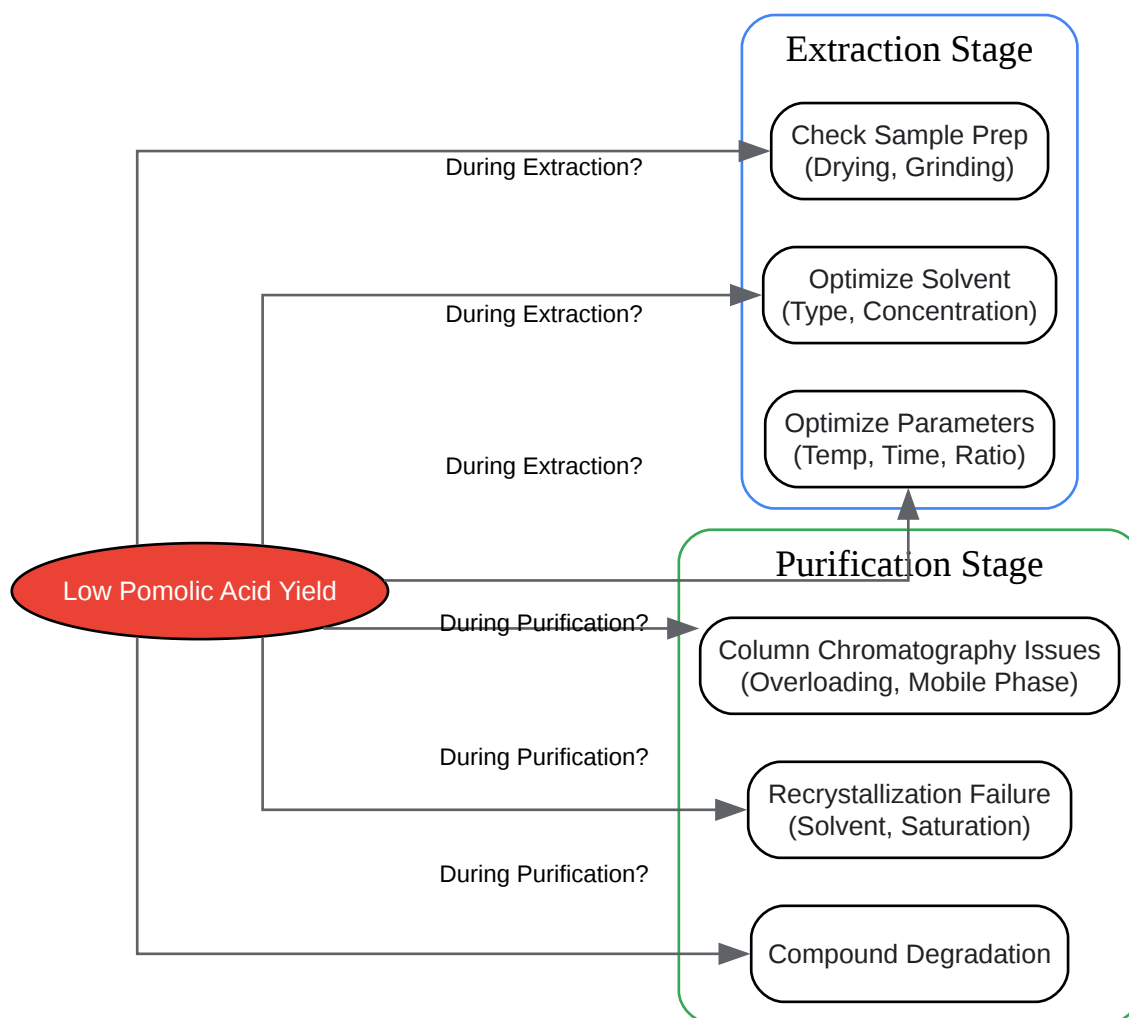 Extraction Stage
Check Sample Prep
(Drying, Grinding)
During Extraction?
Optimize Solvent
(Type, Concentration)
During Extraction?
Optimize Parameters
(Temp, Time, Ratio)
During Extraction?
Low Pomolic Acid Yield
Purification Stage
During Purification?
Column Chromatography Issues
(Overloading, Mobile Phase)
During Purification?
Recrystallization Failure
(Solvent, Saturation)
During Purification?
Compound Degradation